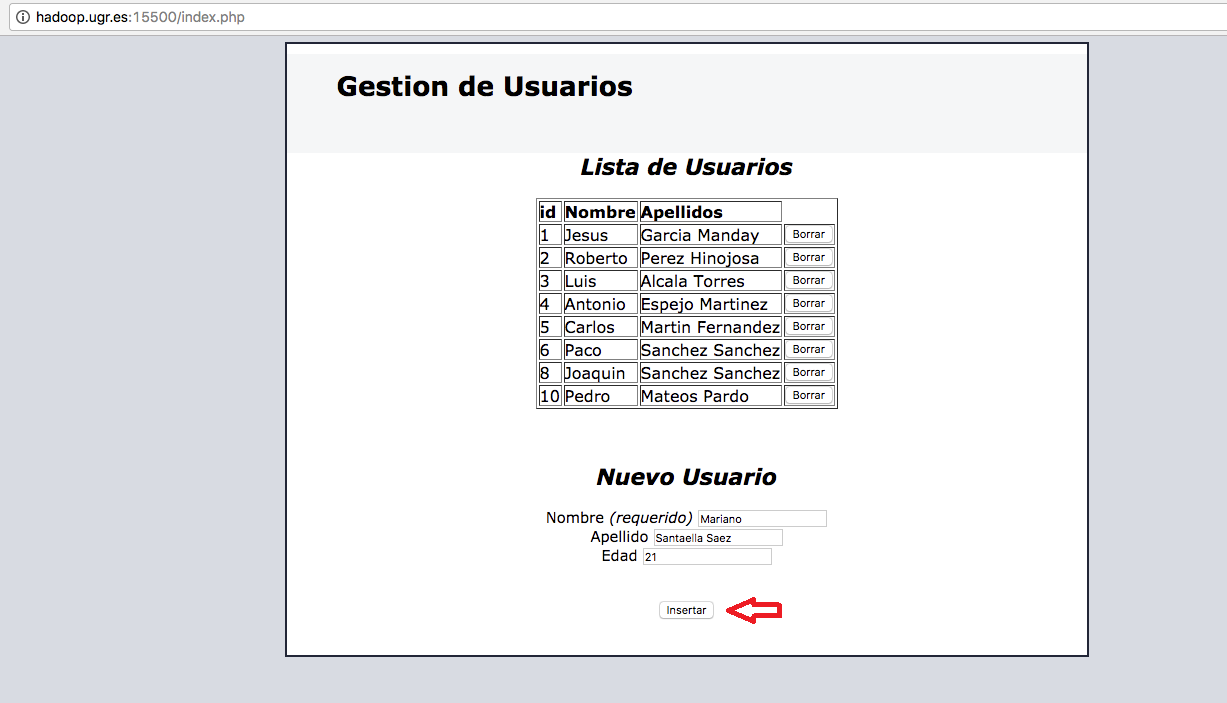 hadoop.ugr.es:15500/index.php
Gestion de Usuarios
Lista de Usuarios
id Nombre Apellidos
1 Jesus Garcia Manday Borrar
2 Roberto Perez Hinojosa Borrar
3 Luis Alcala Torres Borrar
4 Antonio Espejo Martinez Borrar
5 Carlos Martin Fernandez Borrar
6 Paco Sanchez Sanchez Borrar
8 Joaquin Sanchez Sanchez Borrar
10 Pedro Mateos Pardo Borrar
Nuevo Usuario
Nombre (requerido) Mariano
Apellido Santaella Saez
Edad 21
Insertar